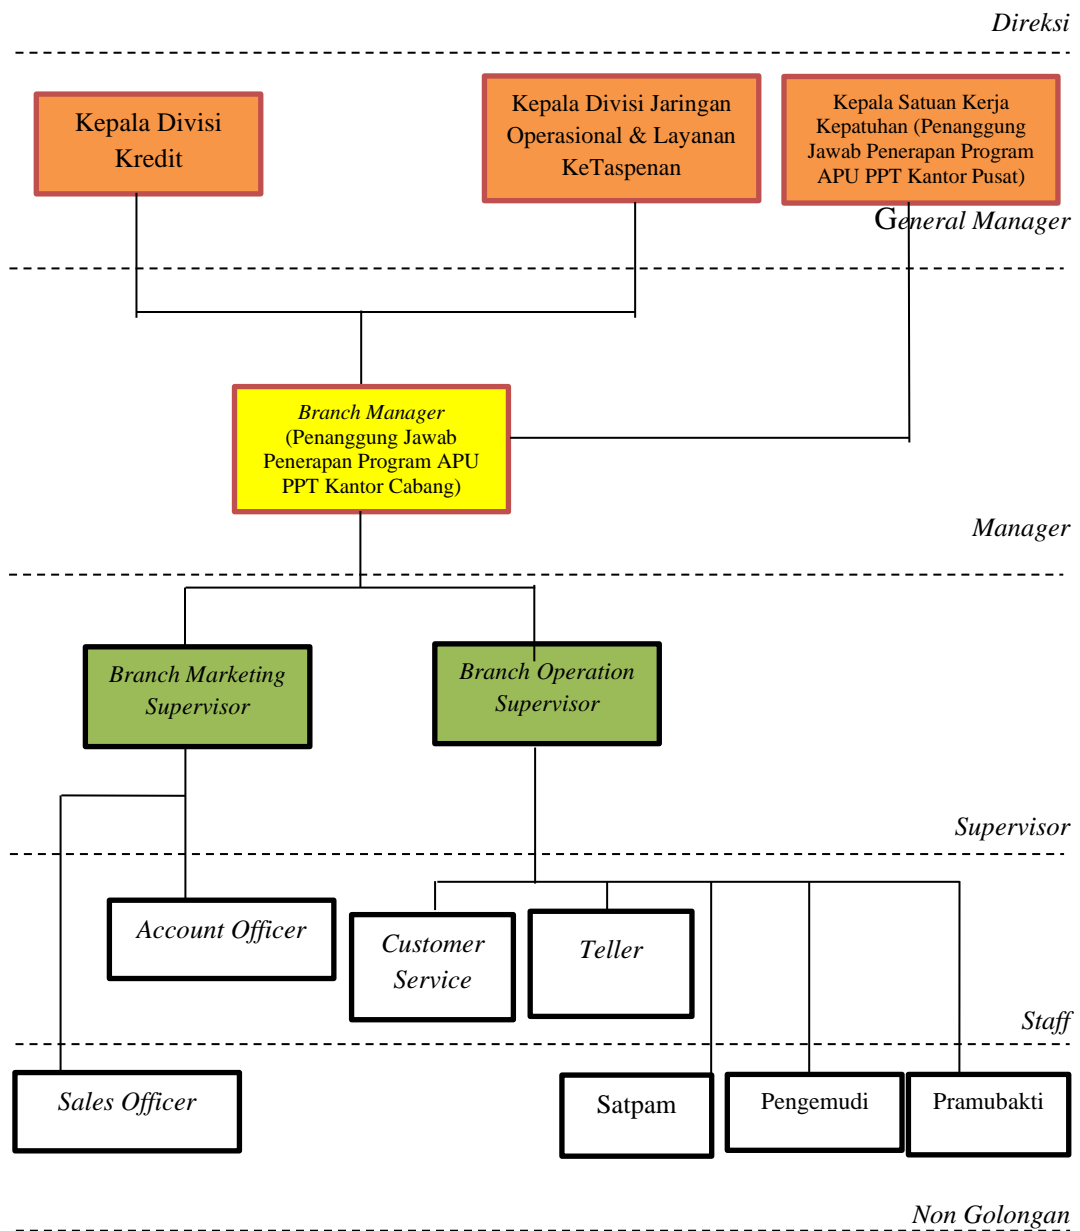 Direksi
Kepala Divisi
Kredit
Kepala Divisi Jaringan
Operasional & Layanan
KeTaspenan
Kepala Satuan Kerja
Kepatuhan (Penanggung
Jawab Penerapan Program
APU PPT Kantor Pusat)
General Manager
Branch Manager
(Penanggung Jawab
Penerapan Program APU
PPT Kantor Cabang)
Manager
Branch Marketing
Supervisor
Branch Operation
Supervisor
Supervisor
Account Officer
Customer
Service
Teller
Staff
Sales Officer
Satpam
Pengemudi
Pramubakti
Non Golongan